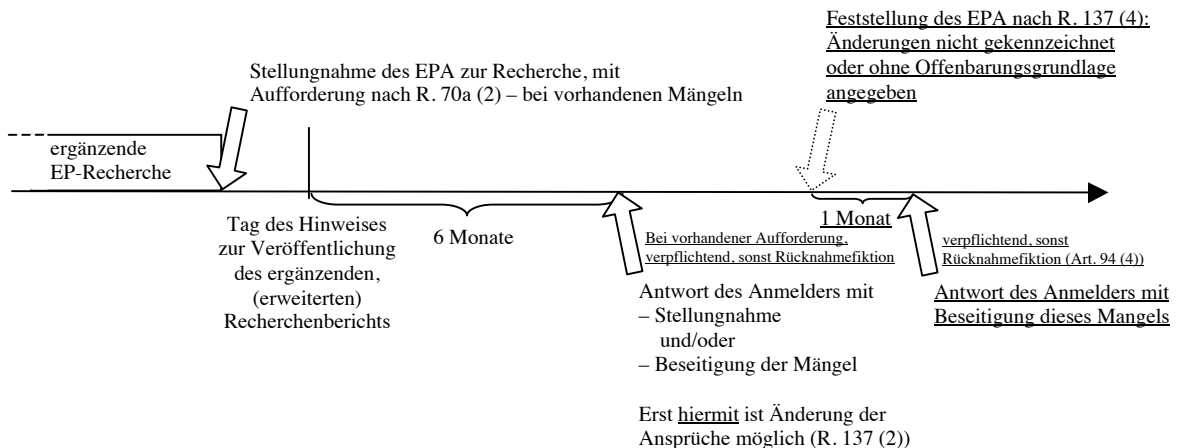 Feststellung des EPA nach R. 137 (4):
Änderungen nicht gekennzeichnet
oder ohne Offenbarungsgrundlage
angegeben
Stellungnahme des EPA zur Recherche, mit
Aufforderung nach R. 70a (2) – bei vorhandenen Mängeln
ergänzende
EP-Recherche
Tag des Hinweises
zur Veröffentlichung
des ergänzenden,
(erweiterten)
Recherchenberichts
6 Monate
1 Monat
Bei vorhandener Aufforderung,
verpflichtend, sonst Rücknahmefiktion
Antwort des Anmelders mit
– Stellungnahme
und/oder
– Beseitigung der Mängel
Erst hiermit ist Änderung der
Ansprüche möglich (R. 137 (2))
verpflichtend, sonst
Rücknahmefiktion (Art. 94 (4))
Antwort des Anmelders mit
Beseitigung dieses Mangels